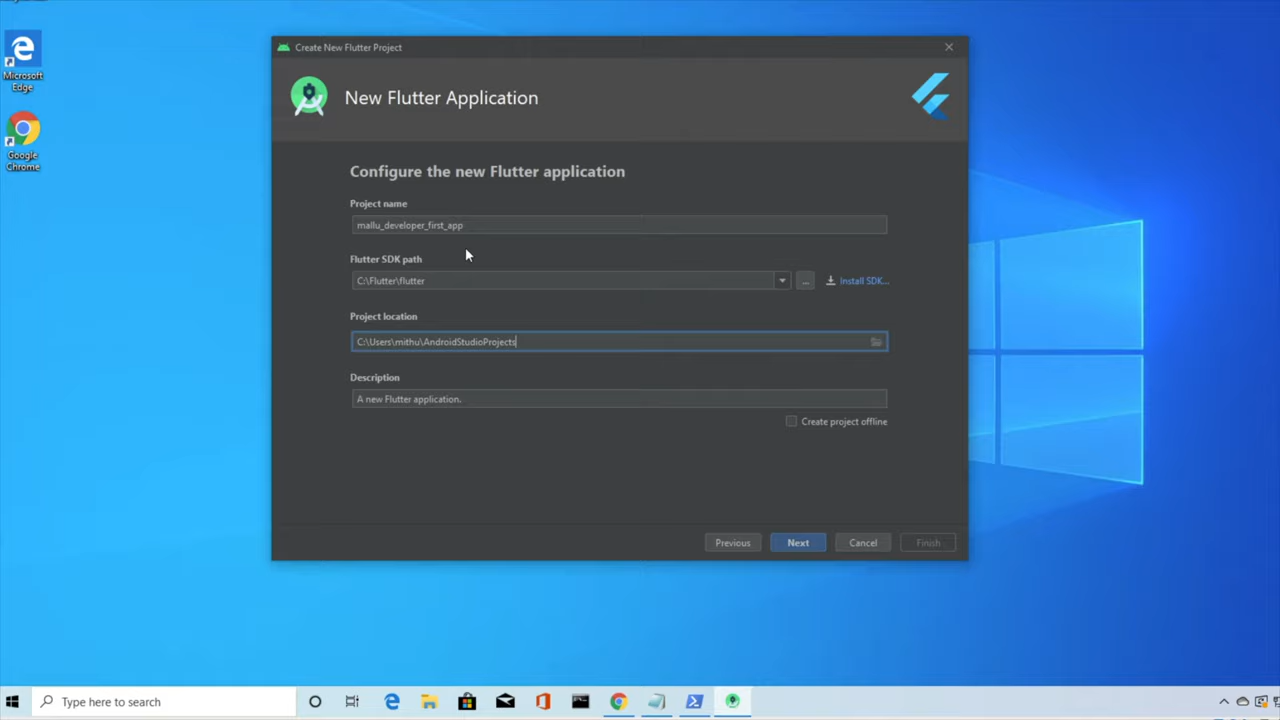 Create New Flutter Project
Microsoft
Edge
New Flutter Application
Google
Chrome
Configure the new Flutter application
Project name
mallu_developer_first_app
Flutter SDK path
C:\Flutter\flutter
...
Install SDK...
Project location
C:\Users\mithu\AndroidStudioProjects
Description
A new Flutter application.
Create project offline
Previous
Next
Cancel
Finish
Type here to search